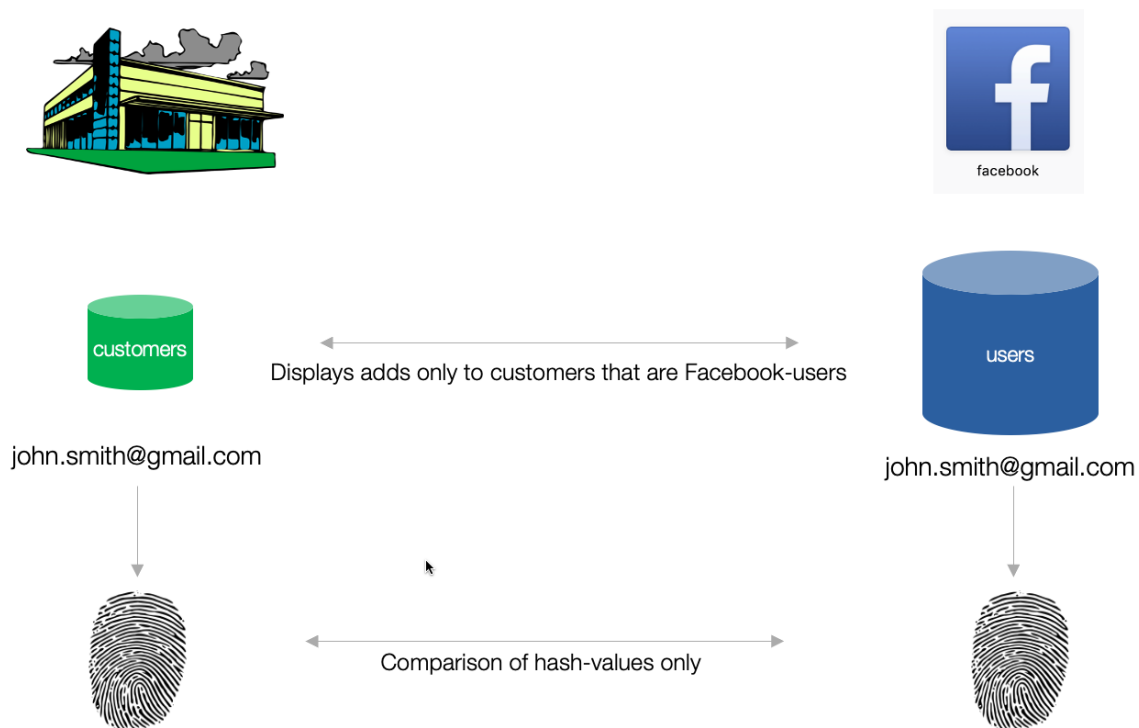 facebook
customers
users
Displays adds only to customers that are Facebook-users
john.smith@gmail.com
john.smith@gmail.com
Comparison of hash-values only